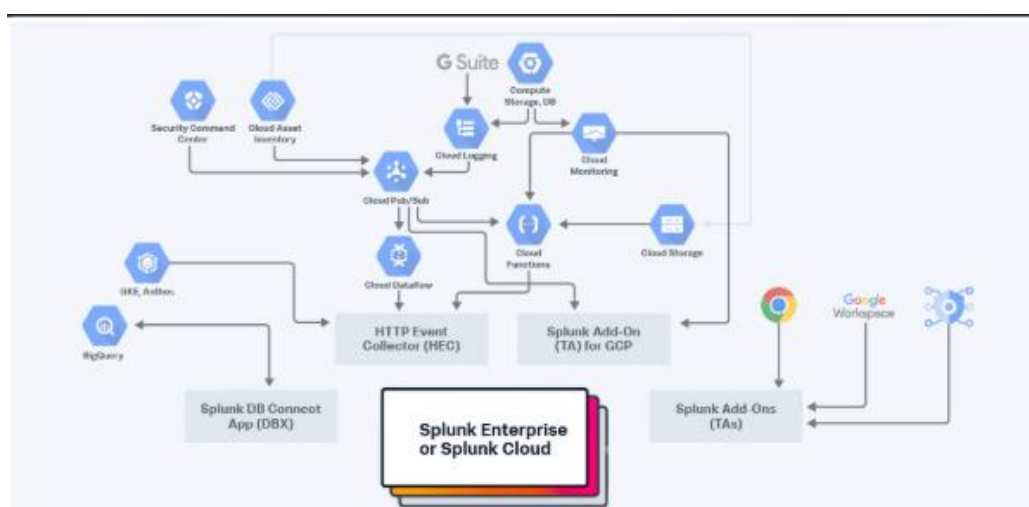 G Suite
Compute
Storage, DB
Security Command
Center
Cloud Asset
Inventory
Cloud Logging
Cloud
Monitoring
Cloud Pub/Sub
Cloud
Functions
Cloud Storage
Cloud Dataflow
GKE, Anthos
BigQuery
HTTP Event
Collector (HEC)
Splunk Add-On
(TA) for GCP
Google
Workspace
Splunk DB Connect
App (DBX)
Splunk Enterprise
or Splunk Cloud
Splunk Add-Ons
(TAs)